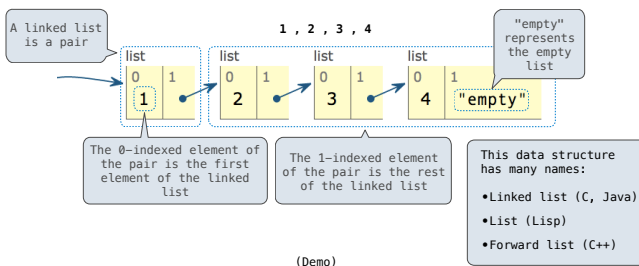 A linked list
is a pair
1 , 2 , 3 , 4
"empty"
represents
the empty
list
list
list
list
list
0 1
0 1
0 1
0 1
1
2
3
4
"empty"
The 0-indexed element of
the pair is the first
element of the linked
list
The 1-indexed element
of the pair is the rest
of the linked list
This data structure
has many names:
•Linked list (C, Java)
•List (Lisp)
•Forward list (C++)
(Demo)